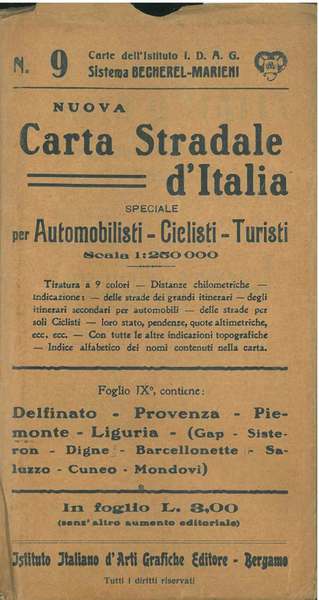 N. 9 Carte dell'Istituto I. D. A. G.
Sistema BECHEREL-MARIENI
NUOVA
Carta Stradale
d'Italia
SPECIALE
per Automobilisti - Ciclisti - Turisti
Scala 1:250 000
Tiratura a 9 colori — Distanze chilometriche —
Indicazione: — delle strade dei grandi itinerari — degli
itinerari secondari per automobili — delle strade per
soli Ciclisti — loro stato, pendenze, quote altimetriche,
ecc. ecc. — Con tutte le altre indicazioni topografiche
— Indice alfabetico dei nomi contenuti nella carta.
Foglio IX°, contiene:
Delfinato - Provenza - Pie-
monte - Liguria - (Gap - Siste-
ron - Digne - Barcellonette - Sa-
luzzo - Cuneo - Mondovi)
In foglio L. 3,00
(senz'altro aumento editoriale)
Istituto Italiano d'Arti Grafiche Editore - Bergamo
Tutti i diritti riservati